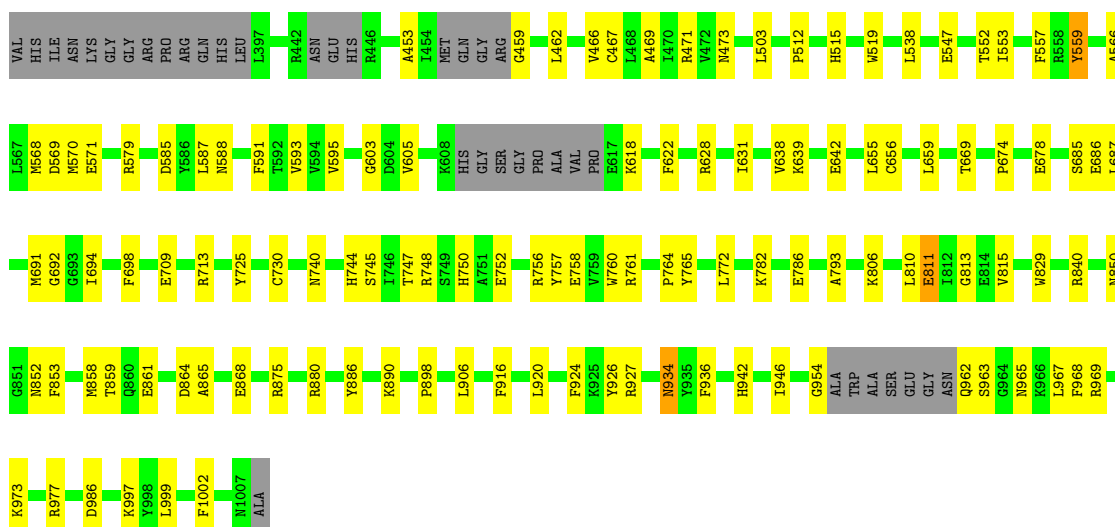 VAL HIS ILE ASN LYS GLY GLY ARG PRO ARG GLN HIS LEU L397 R442 ASN GLU HIS R446 A453 I454 MET GLN GLY ARG G459 L462 V466 C467 L468 A469 I470 R471 V472 N473 L503 P512 H515 W519 L538 E547 T552 I553 F557 R558 Y559 A566
L567 M568 D569 M570 E571 R579 D585 Y586 L587 N588 F591 T592 V593 V594 V595 G603 D604 V605 K608 HIS GLY SER GLY PRO ALA VAL PRO E617 K618 F622 R628 I631 V638 K639 E642 L655 C656 L659 T669 P674 E678 S685 E686 L687
M691 G692 G693 I694 F698 E709 R713 Y725 C730 N740 H744 S745 I746 T747 R748 S749 H750 A751 E752 R756 Y757 E758 V759 W760 R761 P764 Y765 L772 K782 E786 A793 K806 L810 E811 I812 G813 E814 V815 W829 R840 N850
G851 N852 F853 M858 T859 Q860 E861 D864 A865 E868 R875 R880 Y886 K890 P898 L906 F916 L920 F924 K925 Y926 R927 N934 Y935 F936 H942 I946 G954 ALA TRP ALA SER GLU GLY ASN Q962 S963 G964 N965 K966 L967 F968 R969
K973 R977 D986 K997 Y998 L999 F1002 N1007 ALA